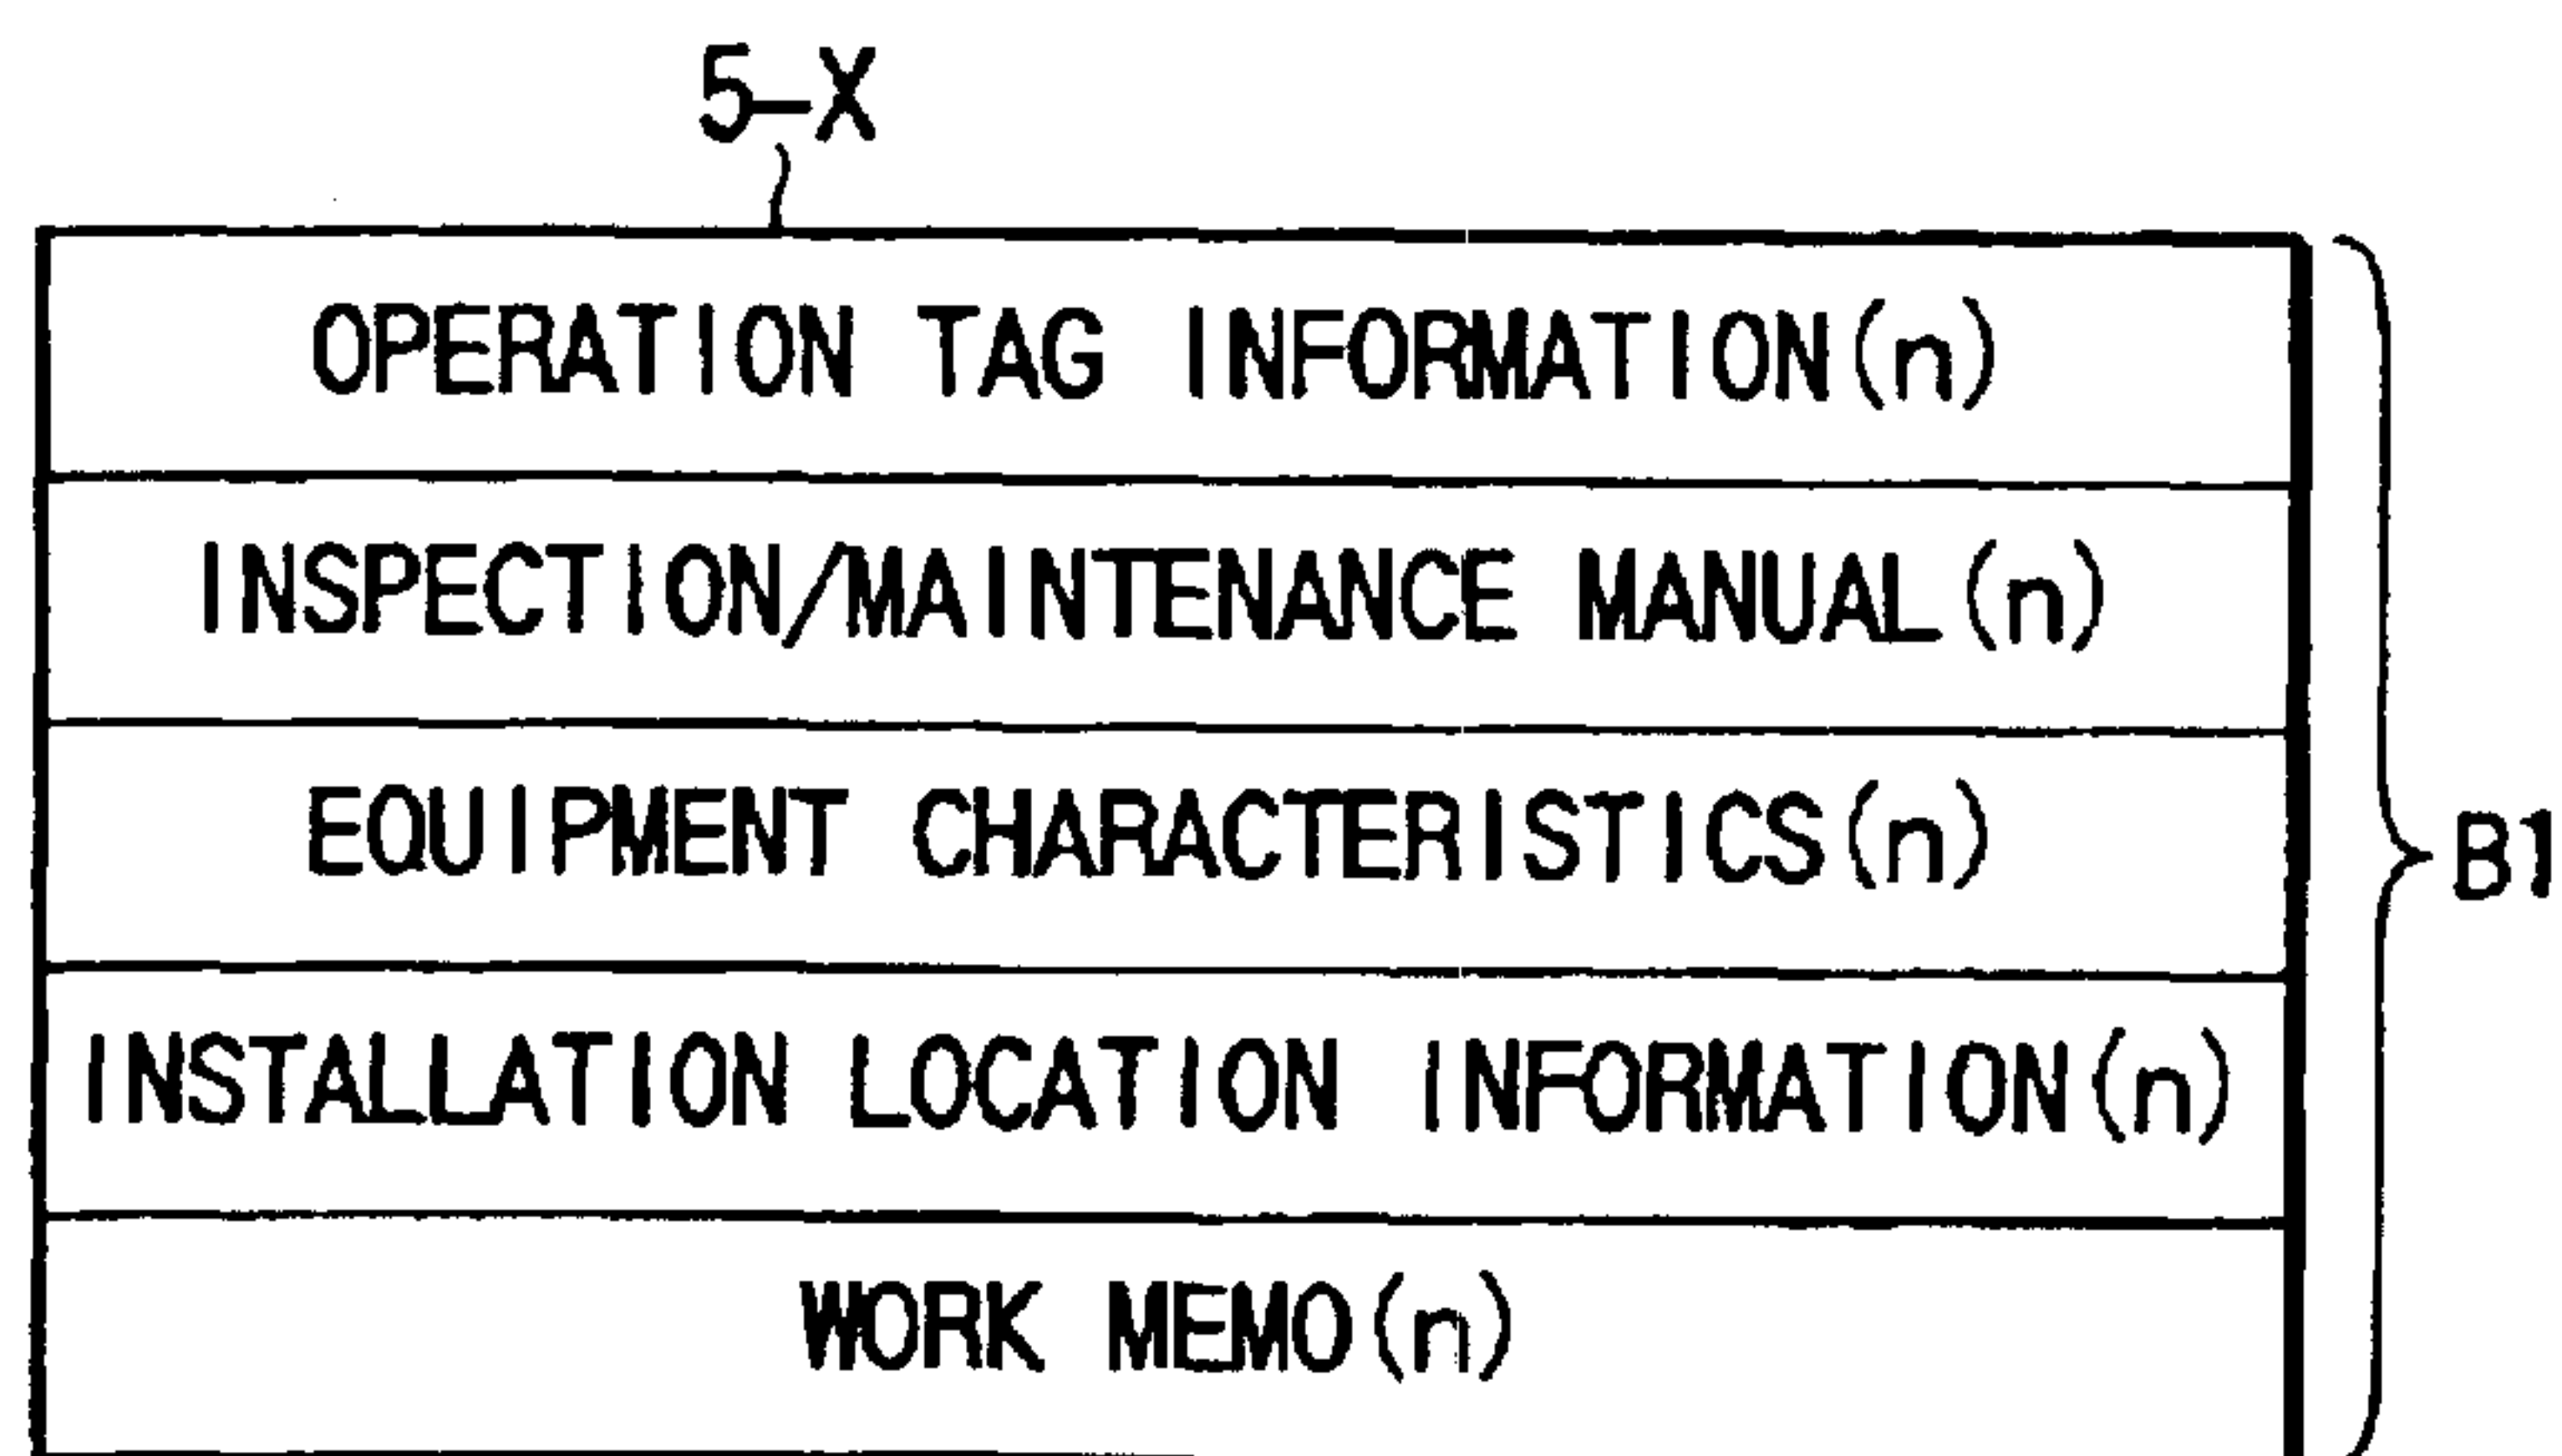 5-X
OPERATION TAG INFORMATION(n)
INSPECTION/MAINTENANCE MANUAL(n)
EQUIPMENT CHARACTERISTICS(n)
B1
INSTALLATION LOCATION INFORMATION(n)
WORK MEMO(n)